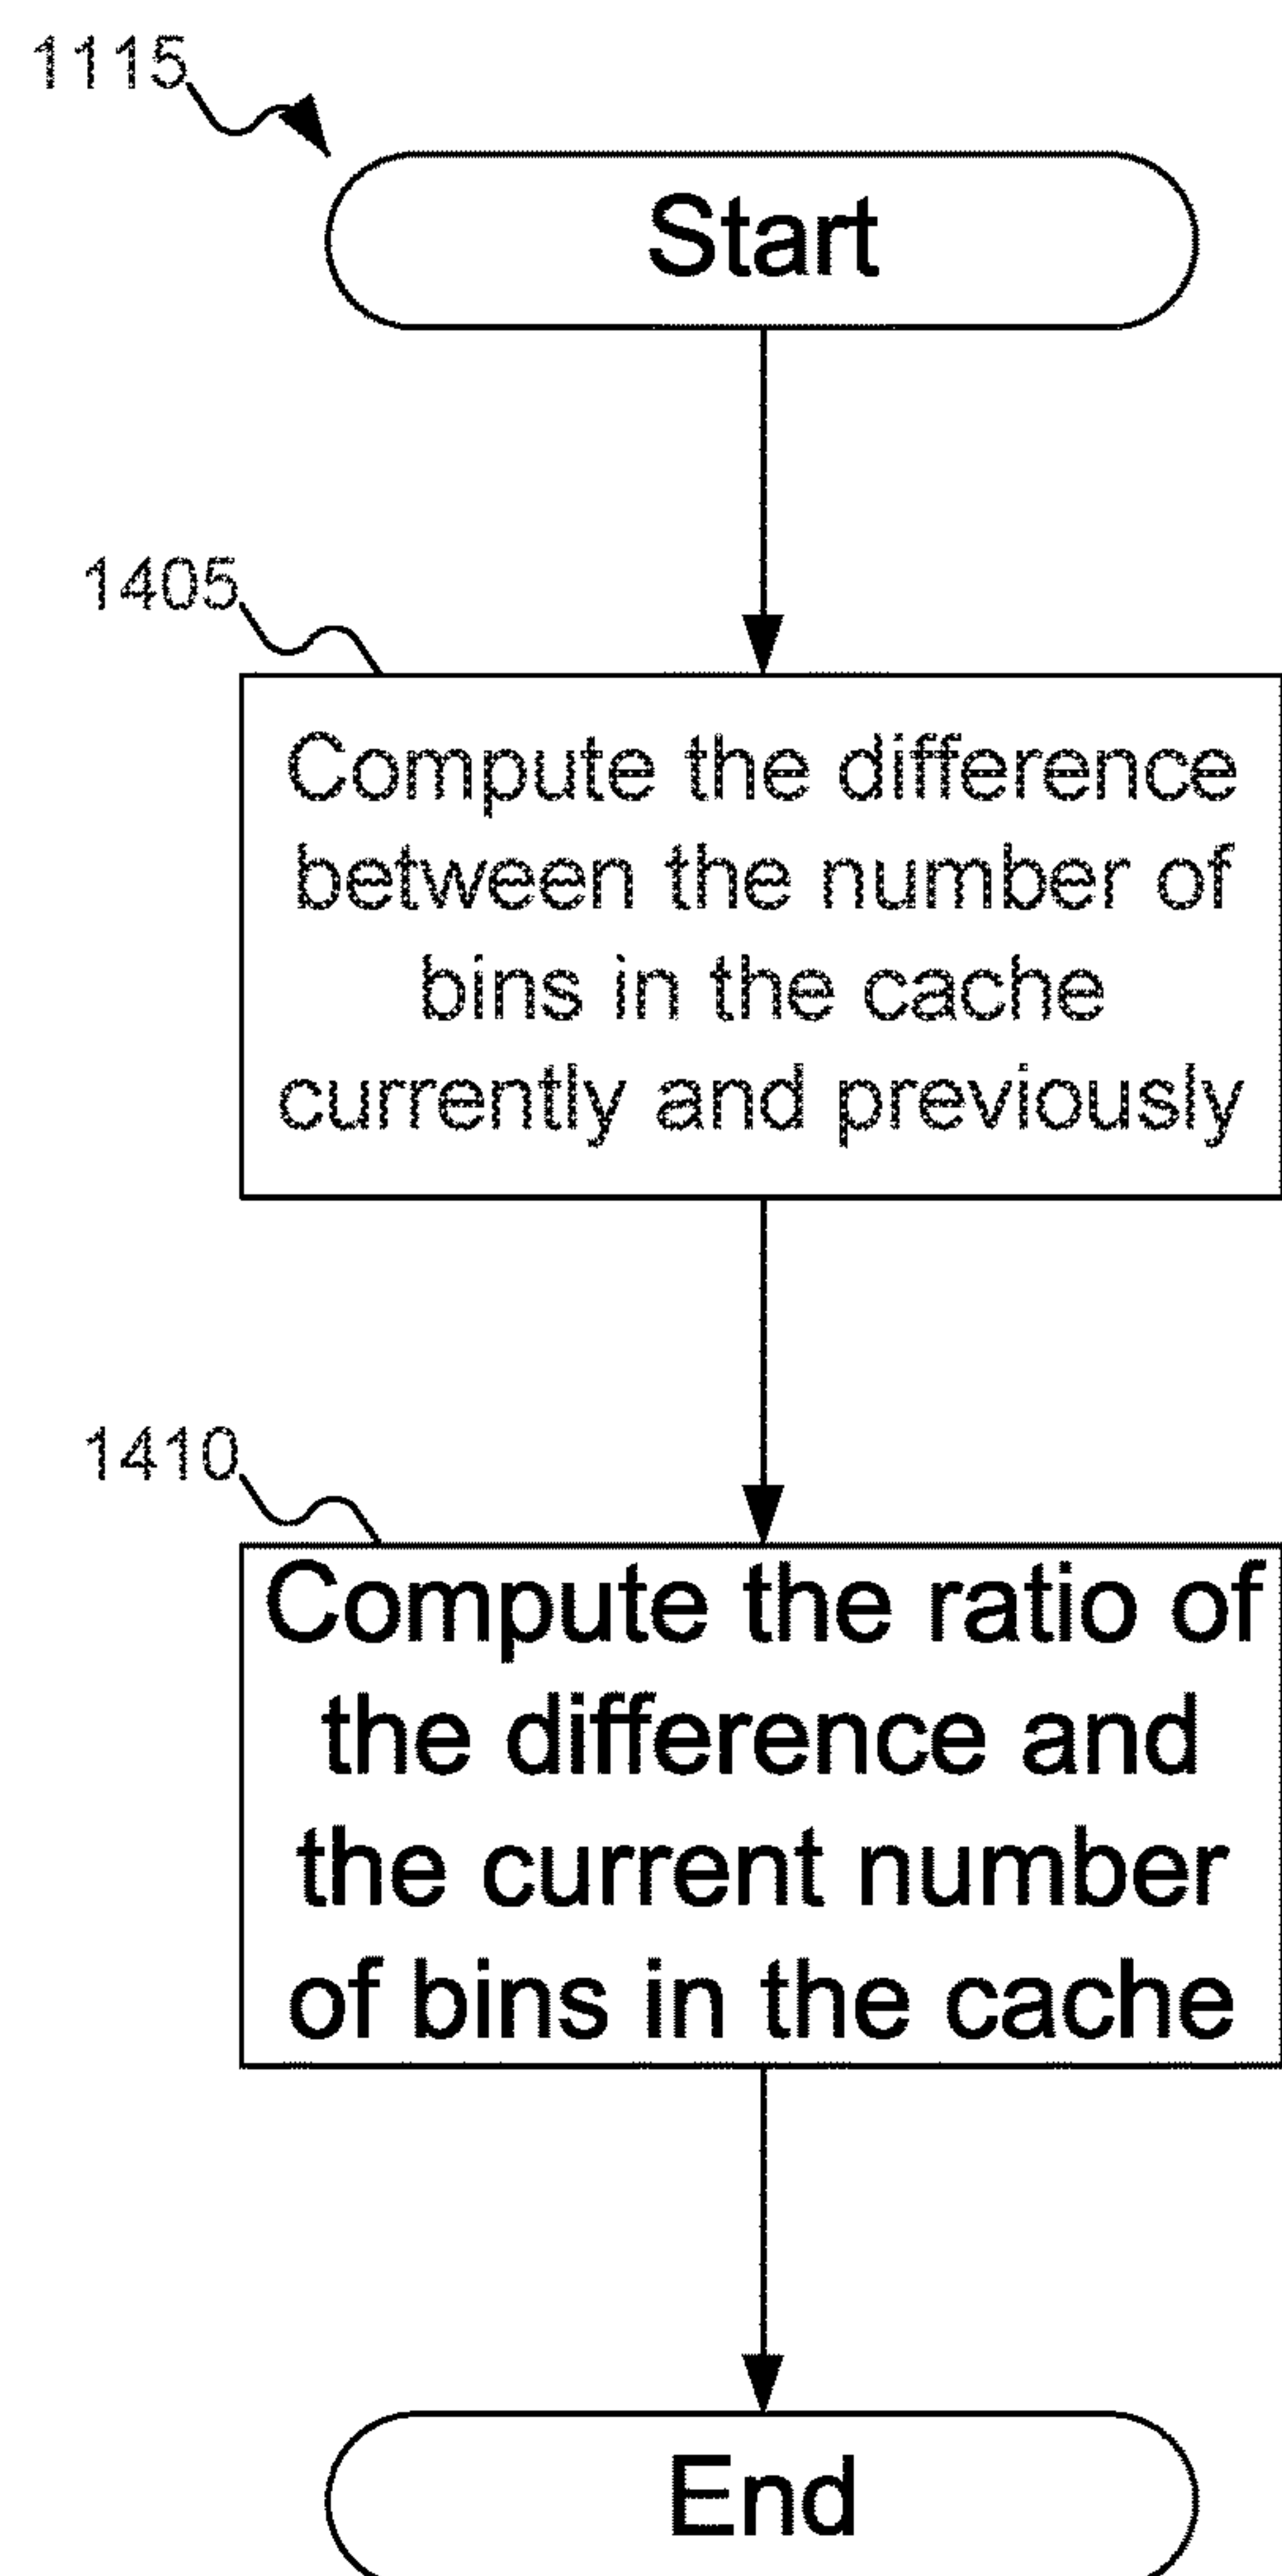 1115
Start
1405
Compute the difference
between the number of
bins in the cache
currently and previously
1410
Compute the ratio of
the difference and
the current number
of bins in the cache
End